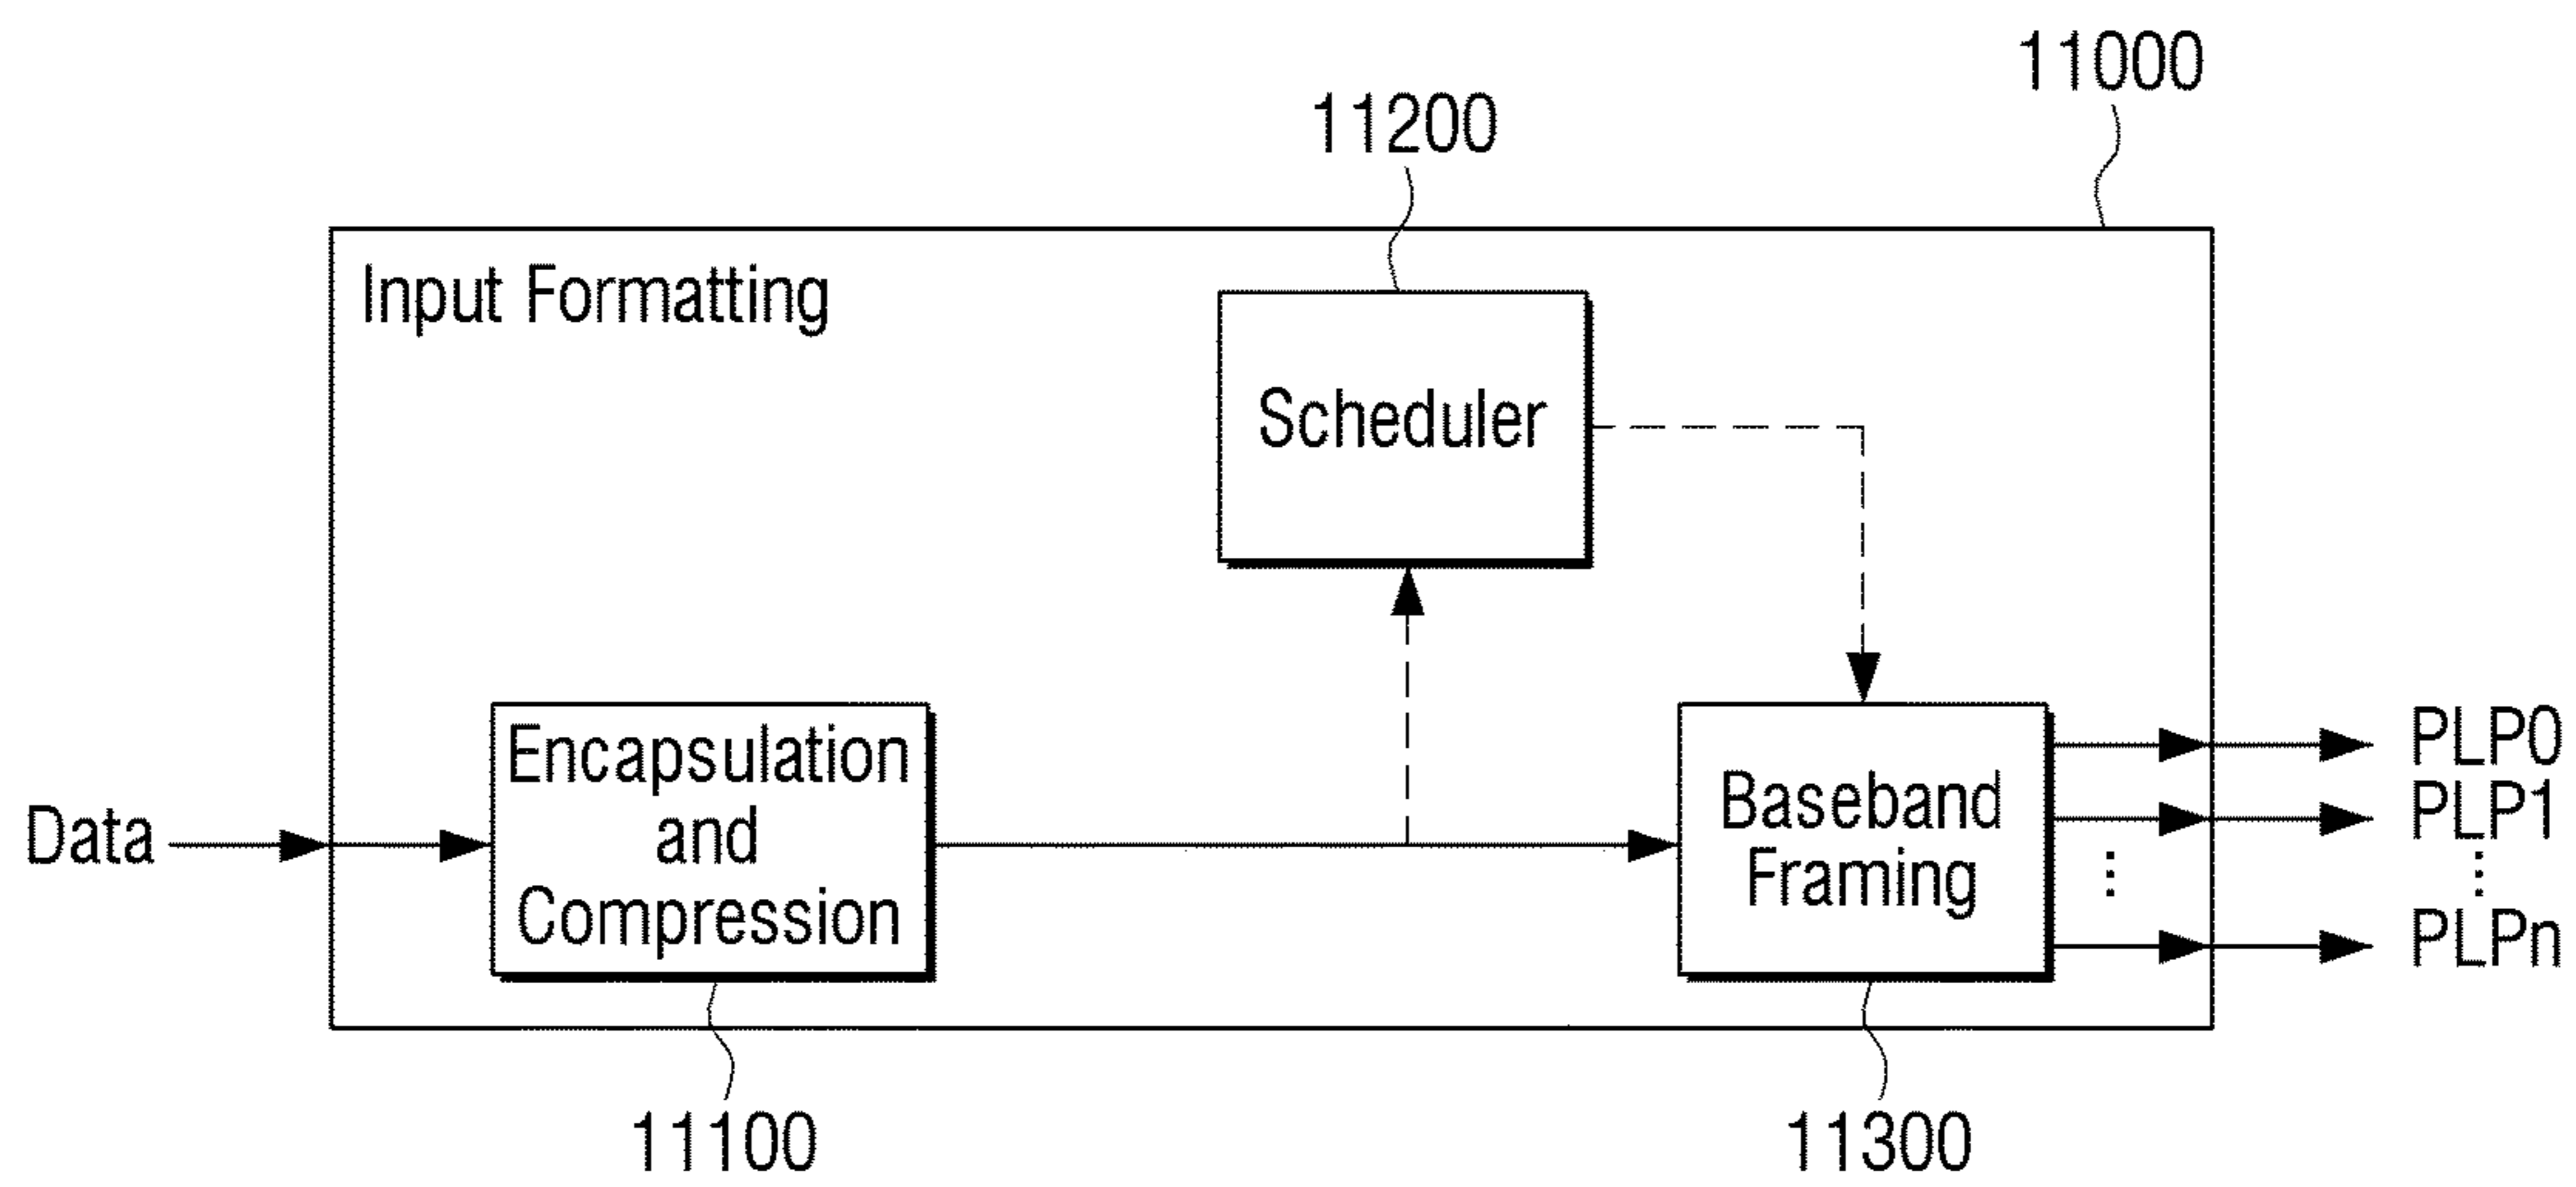 11000
11200
Input Formatting
Scheduler
Encapsulation
and
Compression
Data
Baseband
Framing
PLP0
PLP1
PLPn
11100
11300